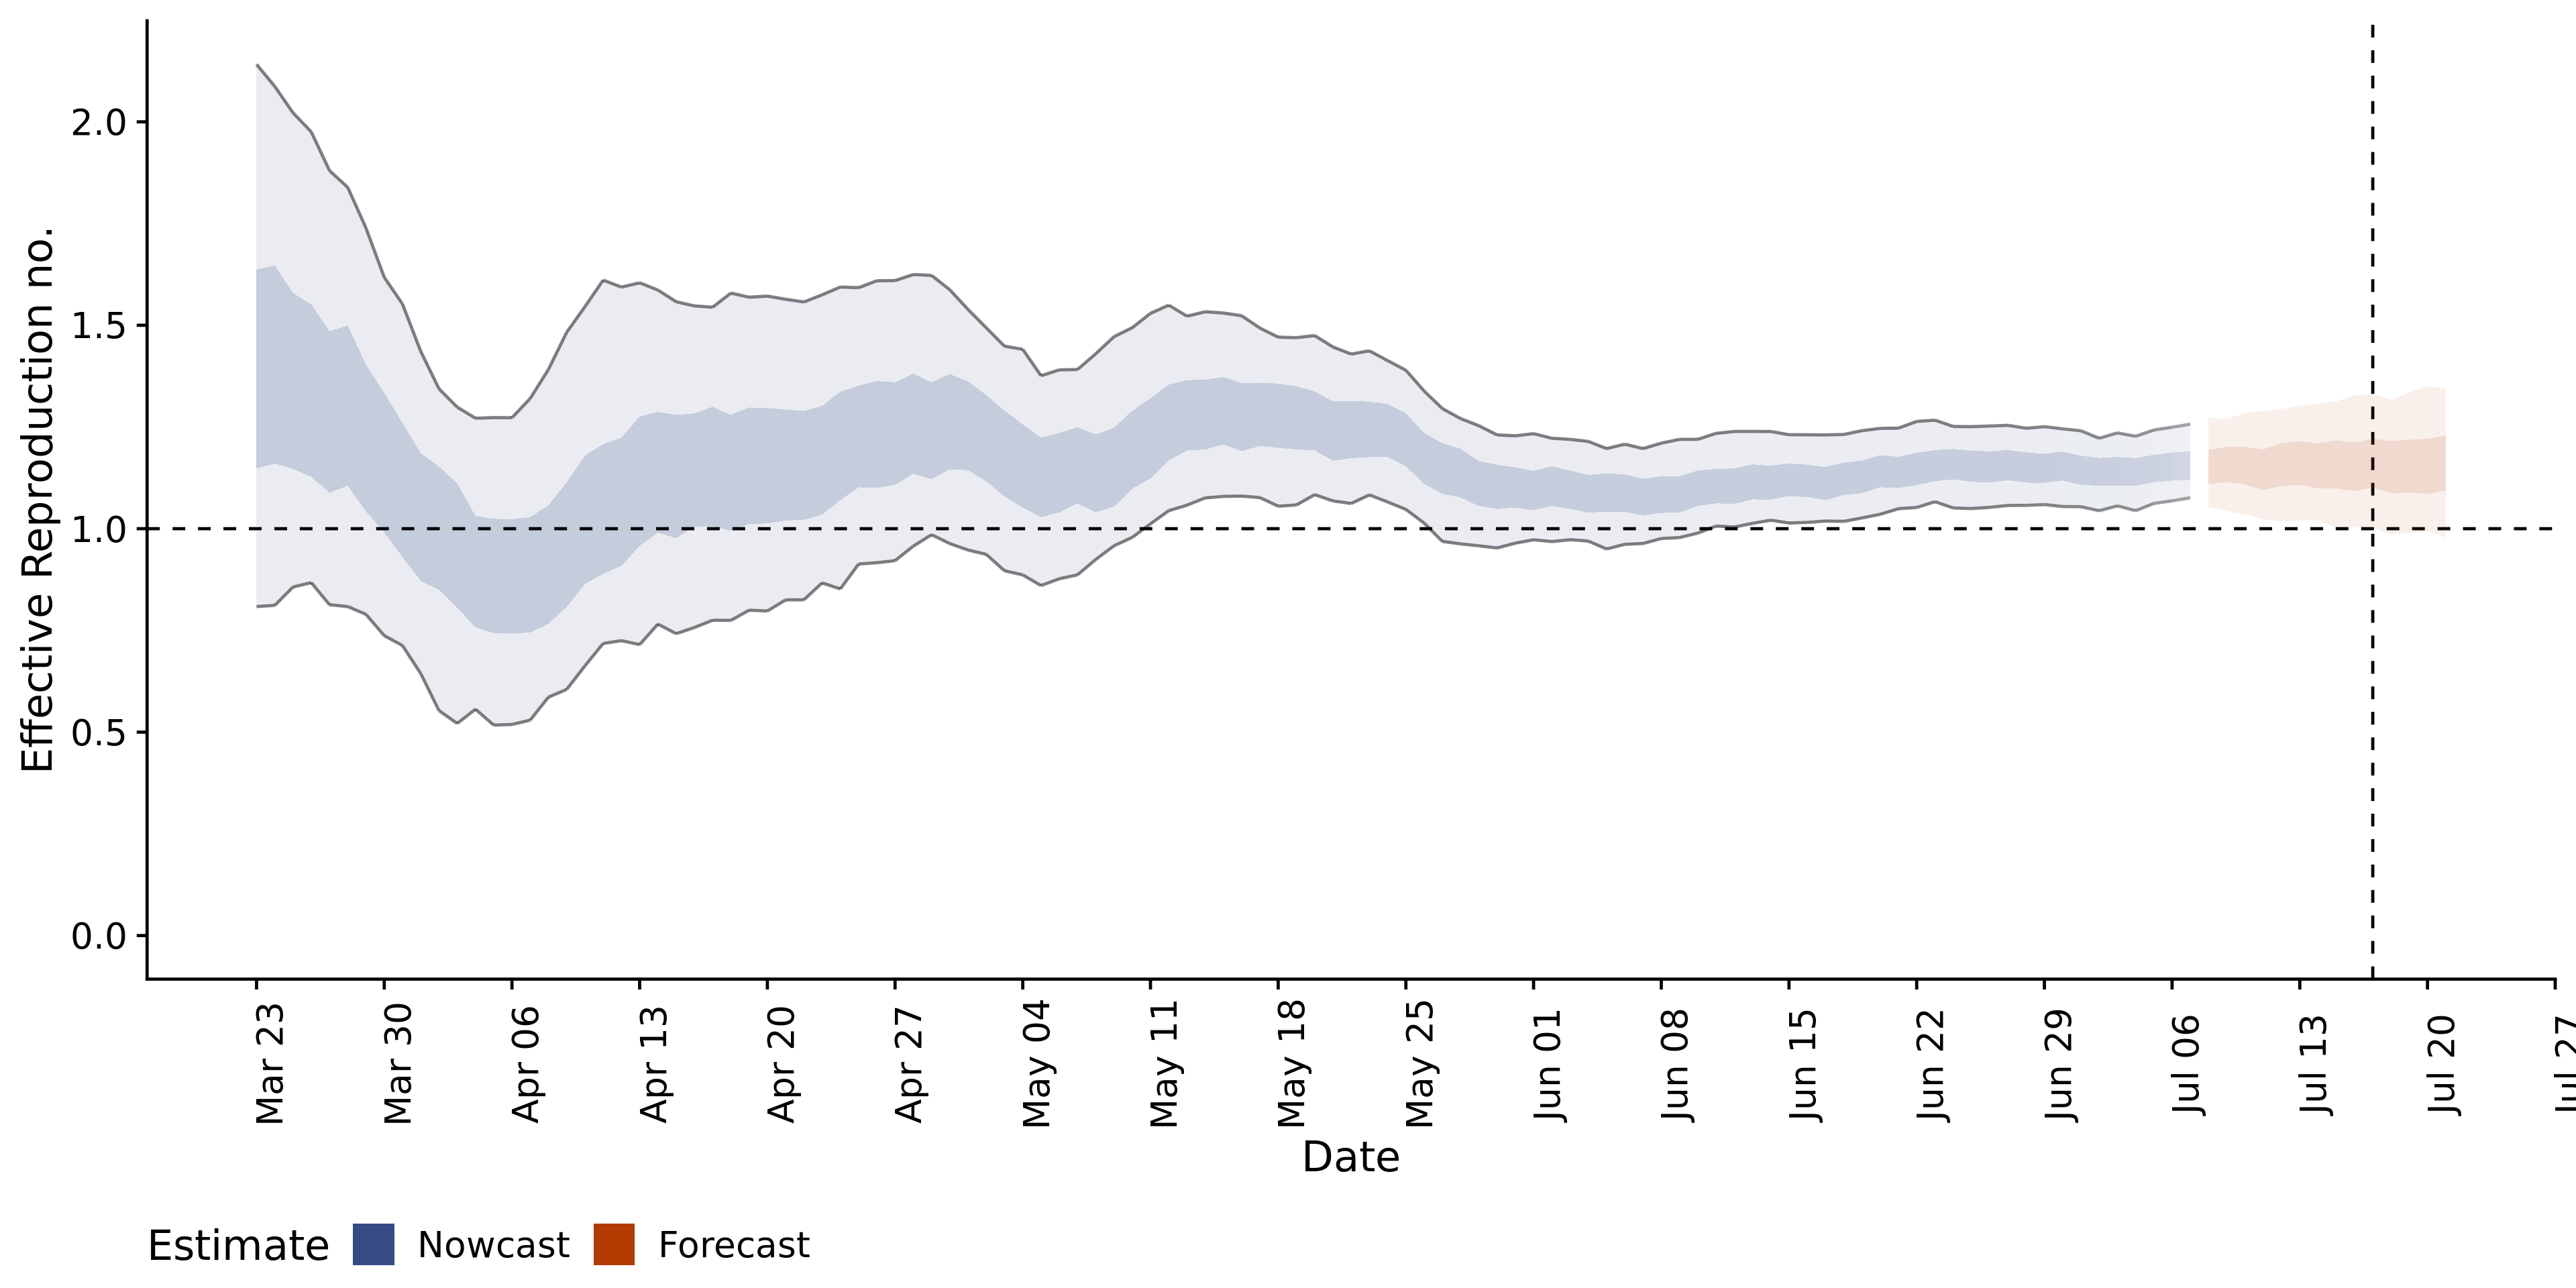 Effective Reproduction no.
2.0
1.5
1.0
0.5
0.0
Mar 23
Mar 30
Apr 06
Apr 13
Apr 20
Apr 27
May 04
May 11
May 18
May 25
Jun 01
Jun 08
Jun 15
Jun 22
Jun 29
Jul 06
Jul 13
Jul 20
Jul 27
Date
Estimate Nowcast Forecast